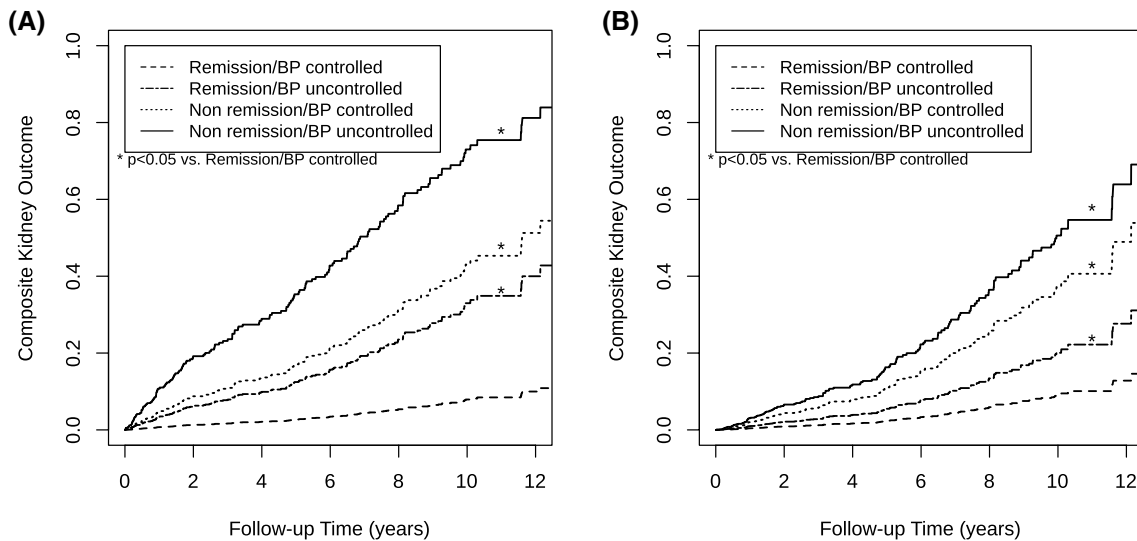 (A)
Composite Kidney Outcome
1.0
0.8
0.6
0.4
0.2
0.0
Remission/BP controlled
Remission/BP uncontrolled
Non remission/BP controlled
Non remission/BP uncontrolled
* p<0.05 vs. Remission/BP controlled
*
*
*
0 2 4 6 8 10 12
Follow-up Time (years)
(B)
Composite Kidney Outcome
1.0
0.8
0.6
0.4
0.2
0.0
Remission/BP controlled
Remission/BP uncontrolled
Non remission/BP controlled
Non remission/BP uncontrolled
* p<0.05 vs. Remission/BP controlled
*
*
*
0 2 4 6 8 10 12
Follow-up Time (years)